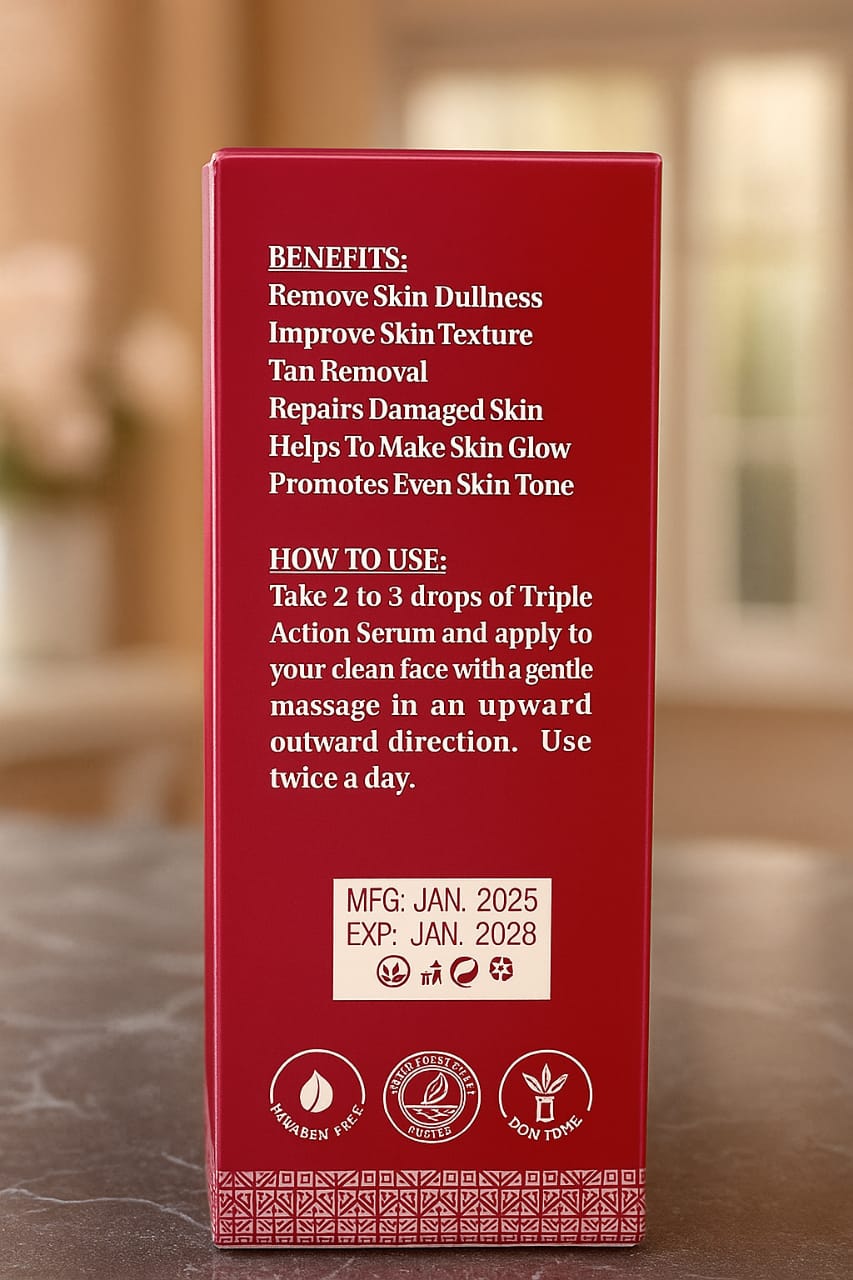 BENEFITS:
Remove Skin Dullness
Improve Skin Texture
Tan Removal
Repairs Damaged Skin
Helps To Make Skin Glow
Promotes Even Skin Tone
HOW TO USE:
Take 2 to 3 drops of Triple
Action Serum and apply to
your clean face with a gentle
massage in an upward
outward direction. Use
twice a day.
MFG: JAN. 2025
EXP: JAN. 2028
FREE
DON TDME